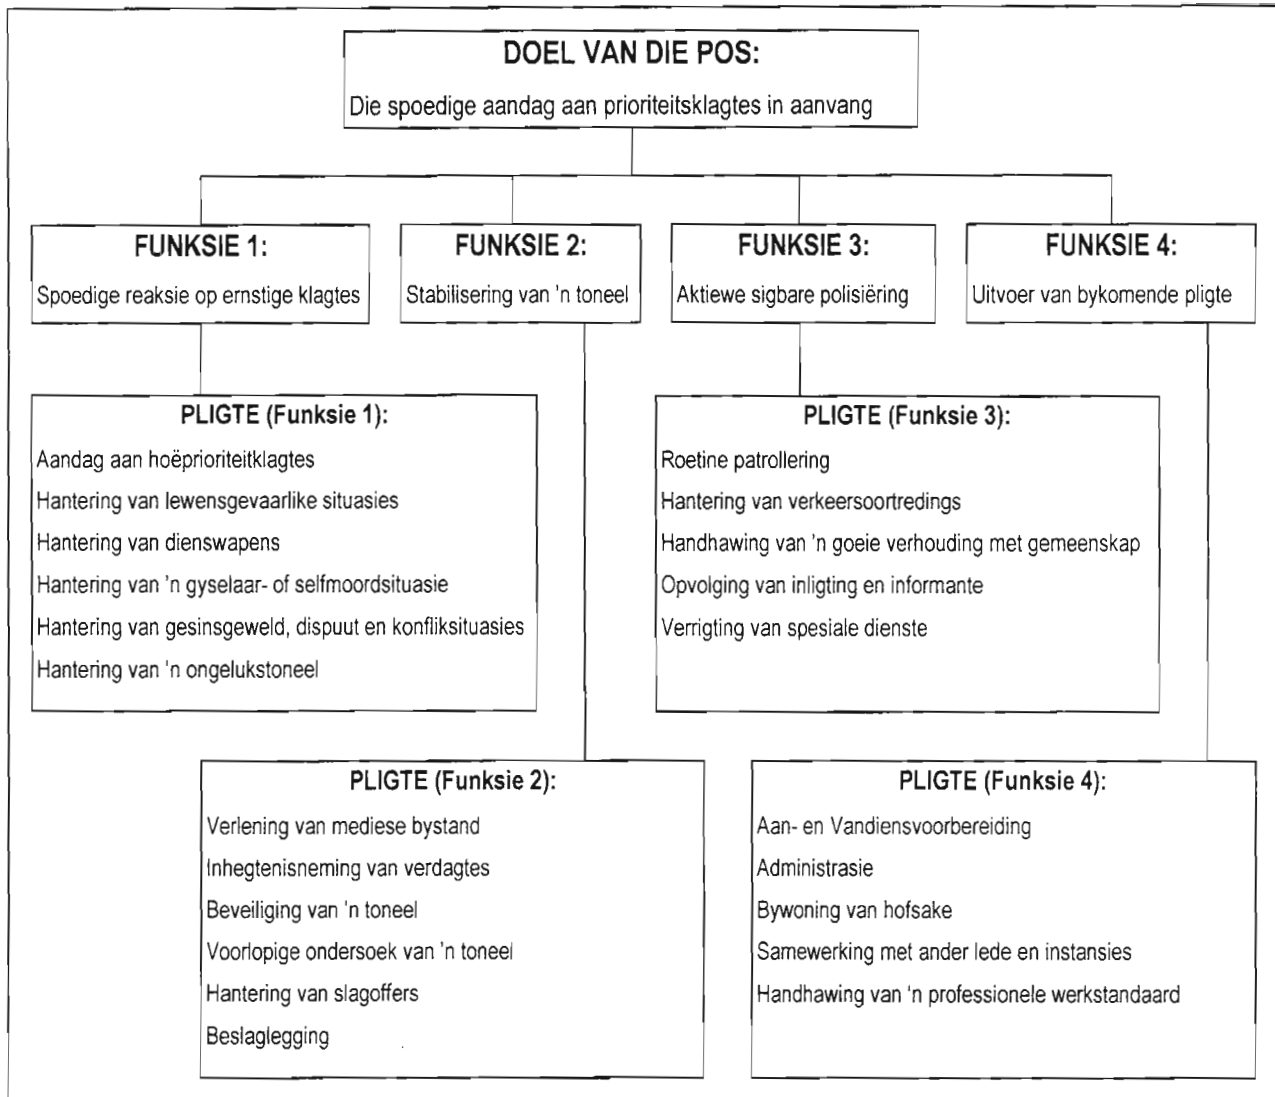 DOEL VAN DIE POS:
Die spoedige aandag aan prioriteitsklagtes in aanvang
FUNKSIE 1:
Spoedige reaksie op ernstige klagtes
FUNKSIE 2:
Stabilisering van 'n toneel
FUNKSIE 3:
Aktiewe sigbare polisiëring
FUNKSIE 4:
Uitvoer van bykomende pligte
PLIGTE (Funksie 1):
Aandag aan hoëprioriteitklagtes
Hantering van lewensgevaarlike situasies
Hantering van dienswapens
Hantering van 'n gyselaar- of selfmoordsituasie
Hantering van gesinsgeweld, dispuut en konfliksituasies
Hantering van 'n ongelukstoneel
PLIGTE (Funksie 3):
Roetine patrollering
Hantering van verkeersoortredings
Handhawing van 'n goeie verhouding met gemeenskap
Opvolging van inligting en informante
Verrigting van spesiale dienste
PLIGTE (Funksie 2):
Verlening van mediese bystand
Inhegtenisneming van verdagtes
Beveiliging van 'n toneel
Voorlopige ondersoek van 'n toneel
Hantering van slagoffers
Beslaglegging
PLIGTE (Funksie 4):
Aan- en Vandiensvoorbereiding
Administrasie
Bywoning van hofsake
Samewerking met ander lede en instansies
Handhawing van 'n professionele werkstandaard